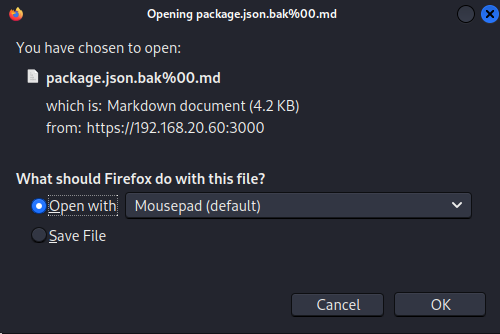 Opening package.json.bak%00.md
You have chosen to open:
package.json.bak%00.md
which is: Markdown document (4.2 KB)
from: https://192.168.20.60:3000
What should Firefox do with this file?
Open with
Mousepad (default)
Save File
Cancel
OK